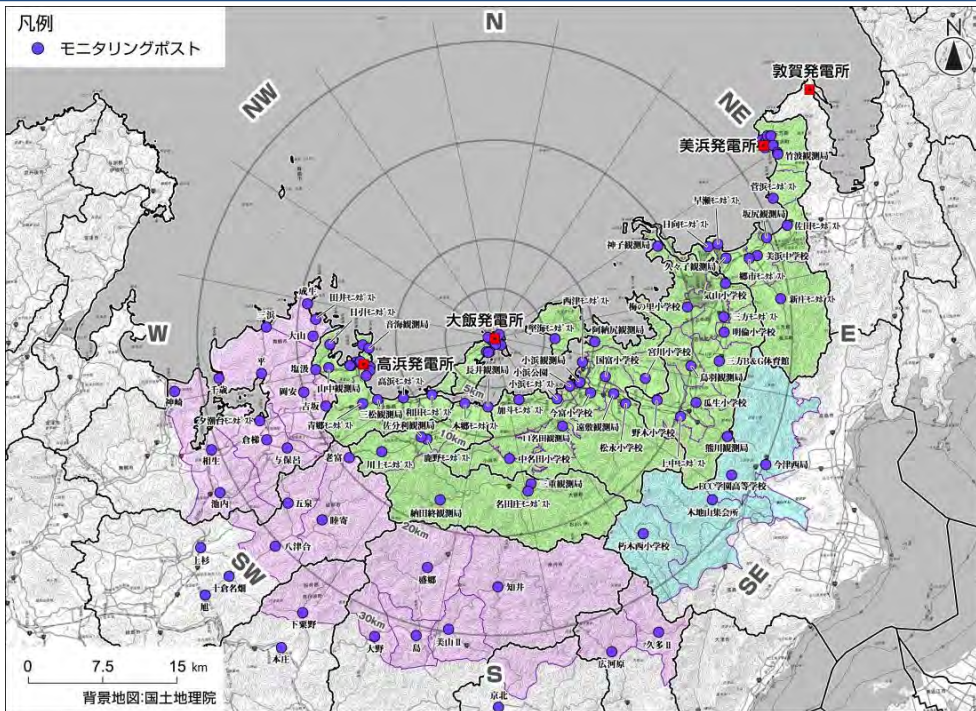 凡例
モニタリングポスト
N
NW
NE
N
敦賀発電所
美浜発電所
竹波観測局
菅浜ﾓﾆﾀﾎﾟｽﾄ
早瀬ﾓﾆﾀﾎﾟｽﾄ
日向ﾓﾆﾀﾎﾟｽﾄ
坂尻観測局
佐田ﾓﾆﾀﾎﾟｽﾄ
神子観測局
久々子観測局
美浜中学校
郷市ﾓﾆﾀﾎﾟｽﾄ
気山小学校
新庄ﾓﾆﾀﾎﾟｽﾄ
成生
田井ﾓﾆﾀﾎﾟｽﾄ
日引ﾓﾆﾀﾎﾟｽﾄ
西津ﾓﾆﾀﾎﾟｽﾄ
梅の里小学校
三方ﾓﾆﾀﾎﾟｽﾄ
三浜
音海観測局
大飯発電所
堅海ﾓﾆﾀﾎﾟｽﾄ
阿納尻観測局
明倫小学校
W
E
大山
小浜観測局
国富小学校
宮川小学校
三方B&G体育館
平
塩汲
高浜発電所
長井観測局
小浜公園
鳥羽観測局
千歳
岡安
山中観測局
高浜ﾓﾆﾀﾎﾟｽﾄ
5km
小浜ﾓﾆﾀﾎﾟｽﾄ
神崎
吉坂
三松観測局
和田ﾓﾆﾀﾎﾟｽﾄ
加斗ﾓﾆﾀﾎﾟｽﾄ
今富小学校
瓜生小学校
夕潮台ﾓﾆﾀﾎﾟｽﾄ
青郷ﾓﾆﾀﾎﾟｽﾄ
佐分利観測局
本郷ﾓﾆﾀﾎﾟｽﾄ
遠敷観測局
野木小学校
倉梯
10km
口名田観測局
松永小学校
熊川観測局
相生
与保呂
老富
川上ﾓﾆﾀﾎﾟｽﾄ
鹿野ﾓﾆﾀﾎﾟｽﾄ
中名田小学校
上中ﾓﾆﾀﾎﾟｽﾄ
今津西局
三重観測局
ECC学園高等学校
池内
五泉
納田終観測局
名田庄ﾓﾆﾀﾎﾟｽﾄ
木地山集会所
睦寄
20km
八津合
朽木西小学校
上杉
SW
SE
十倉名畑
盛郷
知井
旭
下粟野
30km
大野
島
美山Ⅱ
久多Ⅱ
本庄
広河原
S
京北
0 7.5 15 km
背景地図:国土地理院